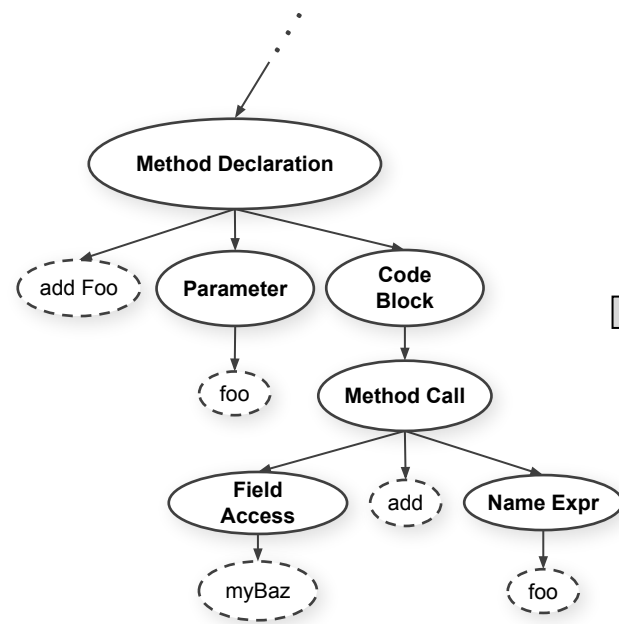 Method Declaration
add Foo
Parameter
Code
Block
foo
Method Call
Field
Access
add
Name Expr
myBaz
foo